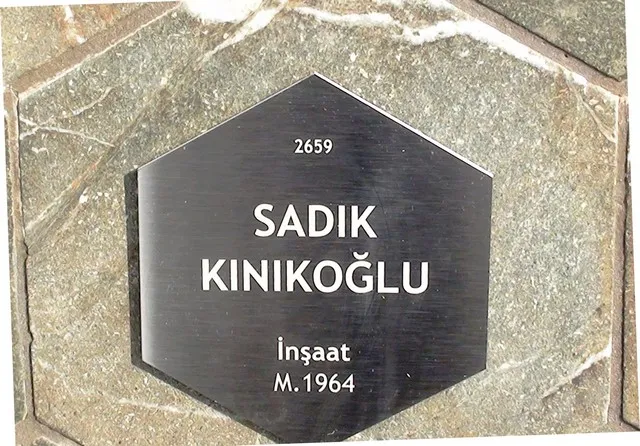 2659
SADIK
KINIKOĞLU
İnşaat
M.1964